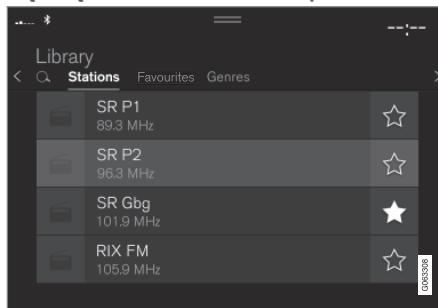 --:--
Library
Stations Favourites Genres
SR P1
89.3 MHz
SR P2
96.3 MHz
SR Gbg
101.9 MHz
RIX FM
105.9 MHz
G063308